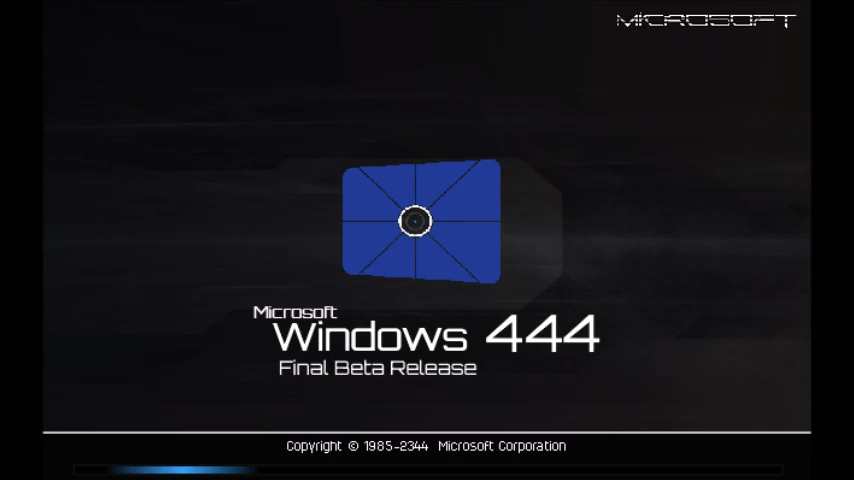 MICROSOFT
Microsoft
Windows 444
Final Beta Release
Copyright © 1985-2344 Microsoft Corporation